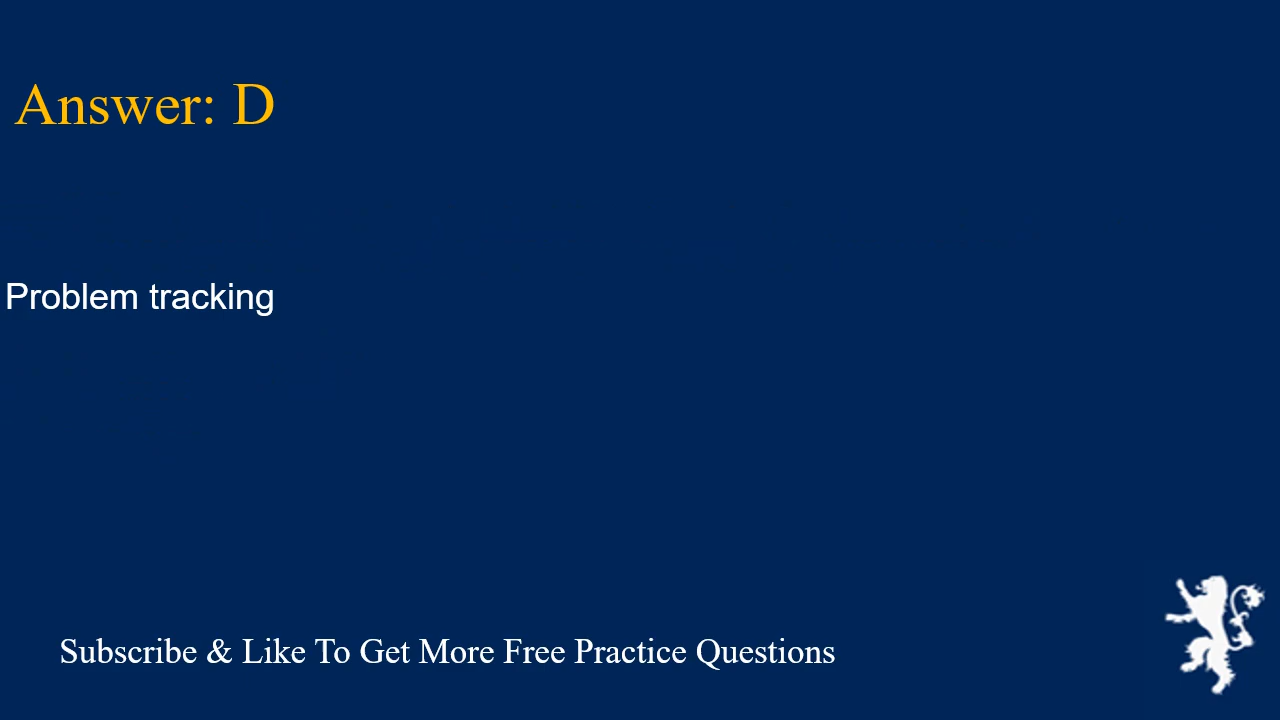 Answer: D
Problem tracking
Subscribe & Like To Get More Free Practice Questions